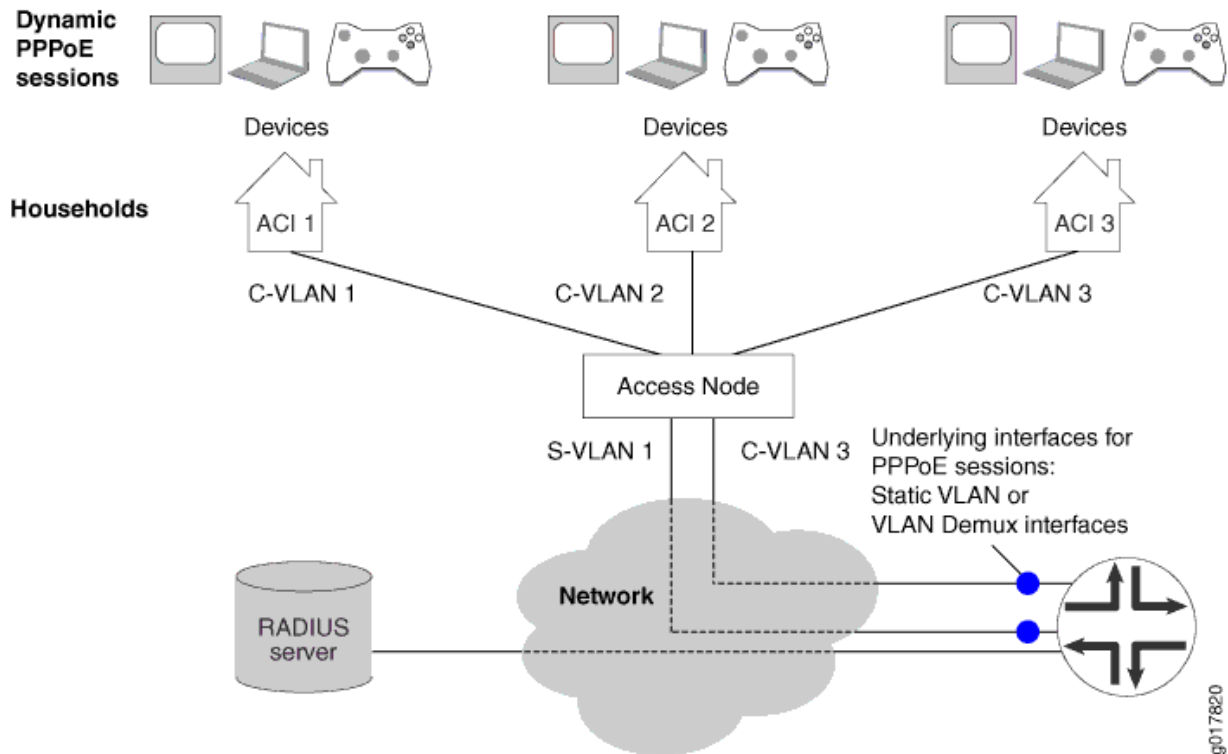 Dynamic
PPPoE
sessions
Devices
Devices
Devices
Households
ACI 1
ACI 2
ACI 3
C-VLAN 1
C-VLAN 2
C-VLAN 3
Access Node
S-VLAN 1
C-VLAN 3
Underlying interfaces for
PPPoE sessions:
Static VLAN or
VLAN Demux interfaces
Network
RADIUS
server
g017820